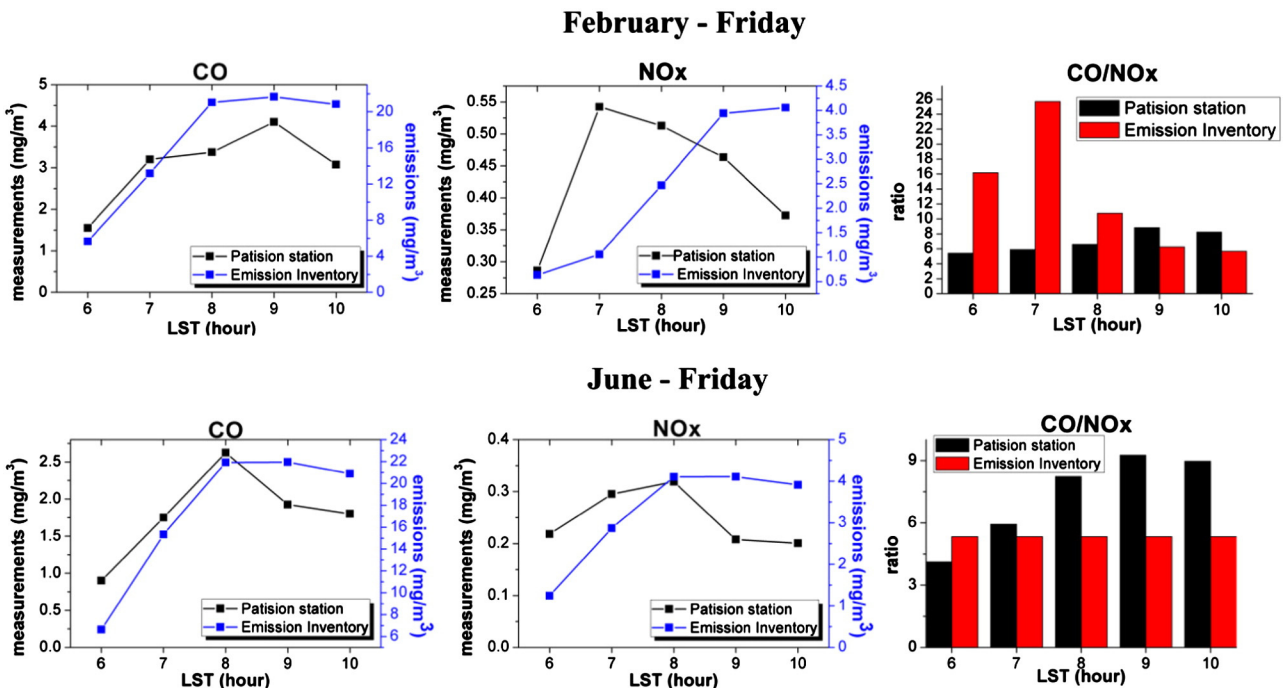 February - Friday
CO
measurements (mg/m³)
5
4
3
2
1
0
6 7 8 9 10
LST (hour)
20
16
12
8
4
0
emissions (mg/m³)
Patision station
Emission Inventory
NOx
measurements (mg/m³)
0.55
0.50
0.45
0.40
0.35
0.30
0.25
6 7 8 9 10
LST (hour)
4.5
4.0
3.5
3.0
2.5
2.0
1.5
1.0
0.5
emissions (mg/m³)
Patision station
Emission Inventory
CO/NOx
ratio
26
24
22
20
18
16
14
12
10
8
6
4
2
0
6 7 8 9 10
LST (hour)
Patision station
Emission Inventory
June - Friday
CO
measurements (mg/m³)
2.5
2.0
1.5
1.0
0.5
0.0
6 7 8 9 10
LST (hour)
24
22
20
18
16
14
12
10
8
6
emissions (mg/m³)
Patision station
Emission Inventory
NOx
measurements (mg/m³)
0.4
0.3
0.2
0.1
0.0
6 7 8 9 10
LST (hour)
5
4
3
2
1
0
emissions (mg/m³)
Patision station
Emission Inventory
CO/NOx
ratio
9
6
3
0
6 7 8 9 10
LST (hour)
Patision station
Emission Inventory